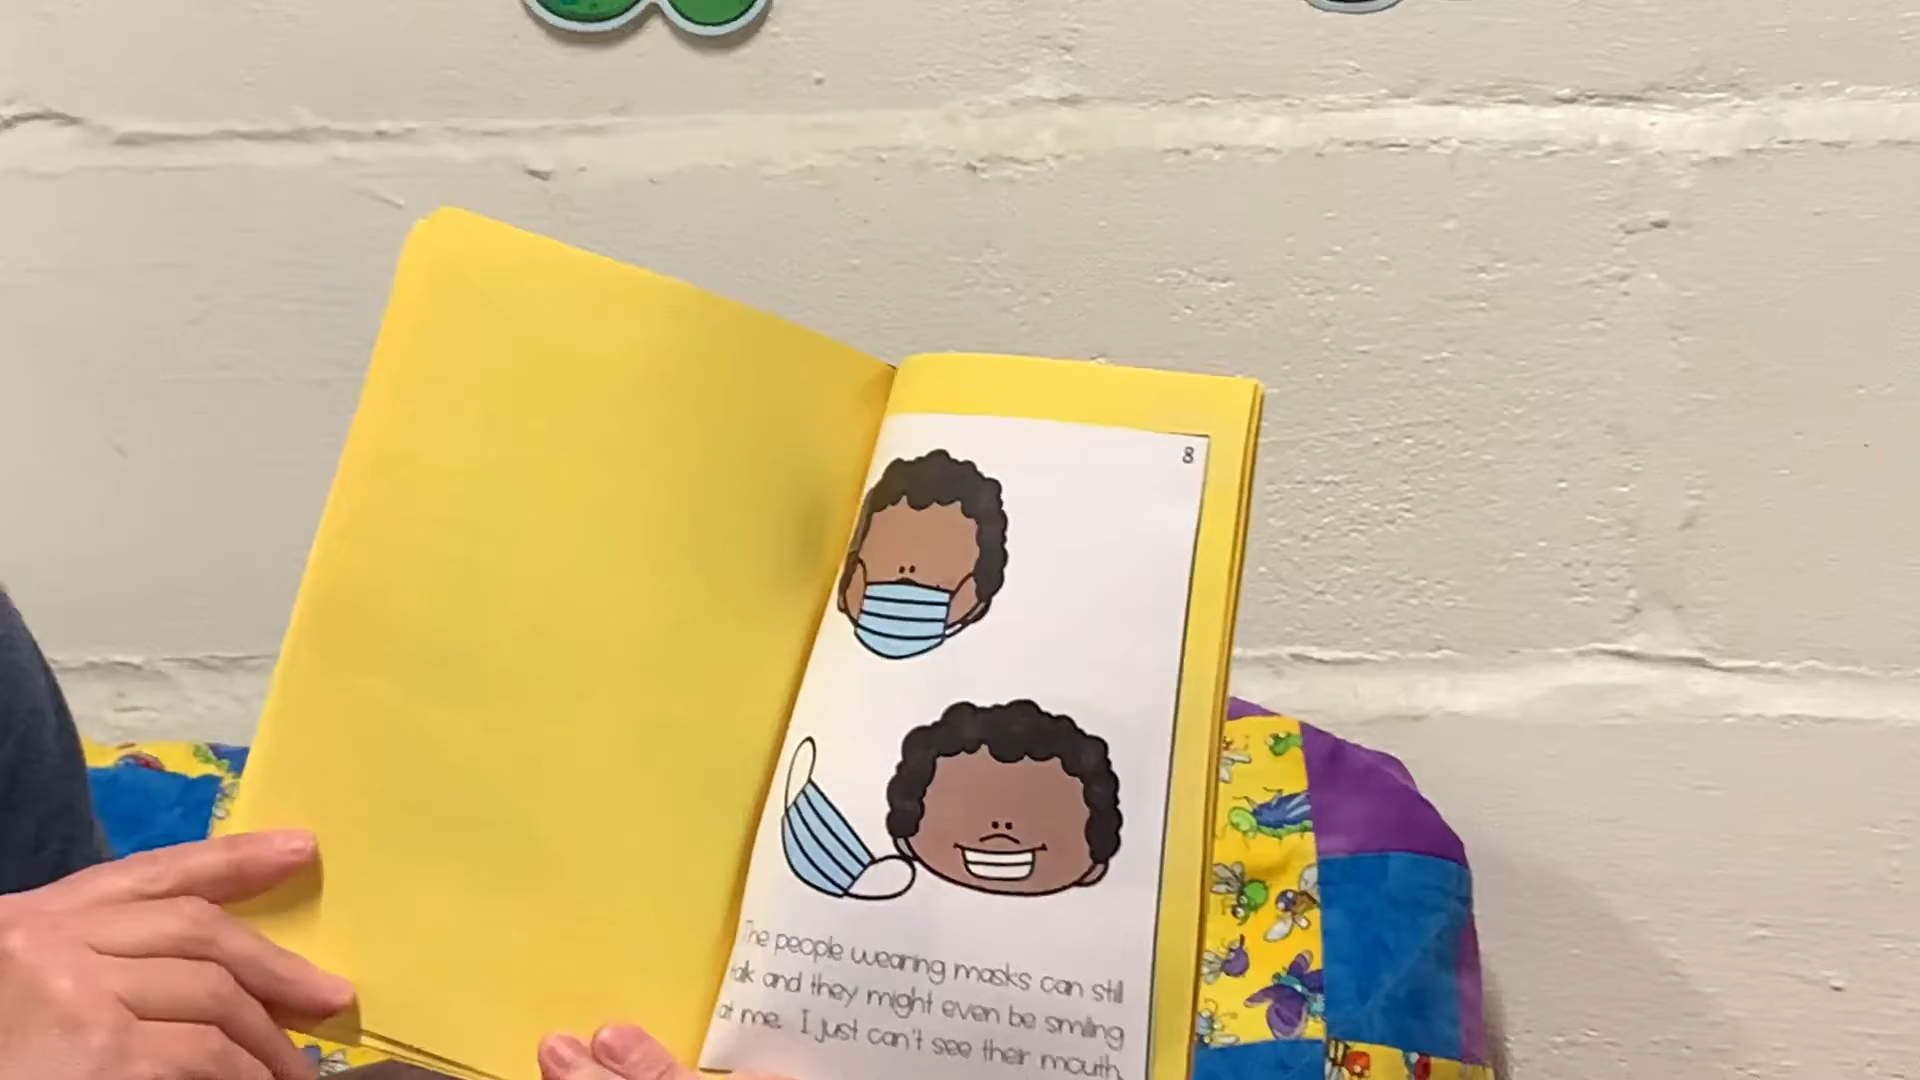 8
The people wearing masks can still
talk and they might even be smiling
at me. I just can't see their mouth.